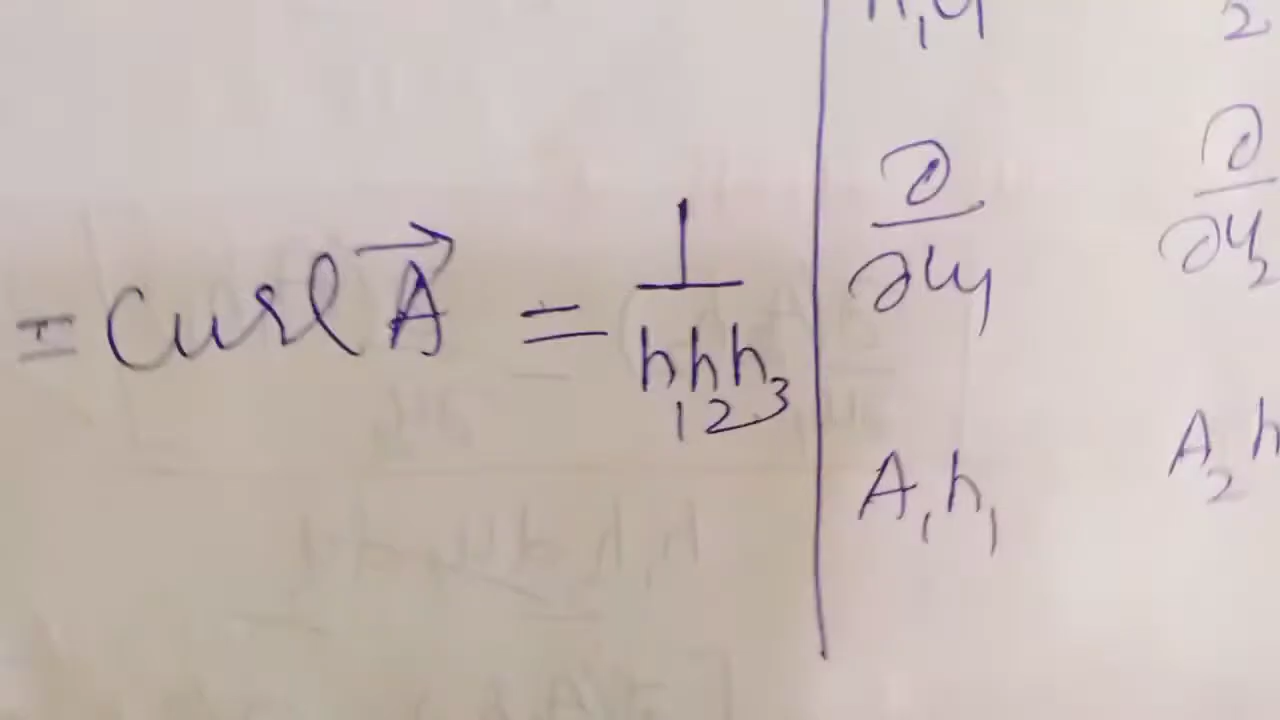 = Curl A⃗ = 1/h₁h₂h₃ |
∂/∂u₁ ∂/∂u₂
A₁h₁ A₂h